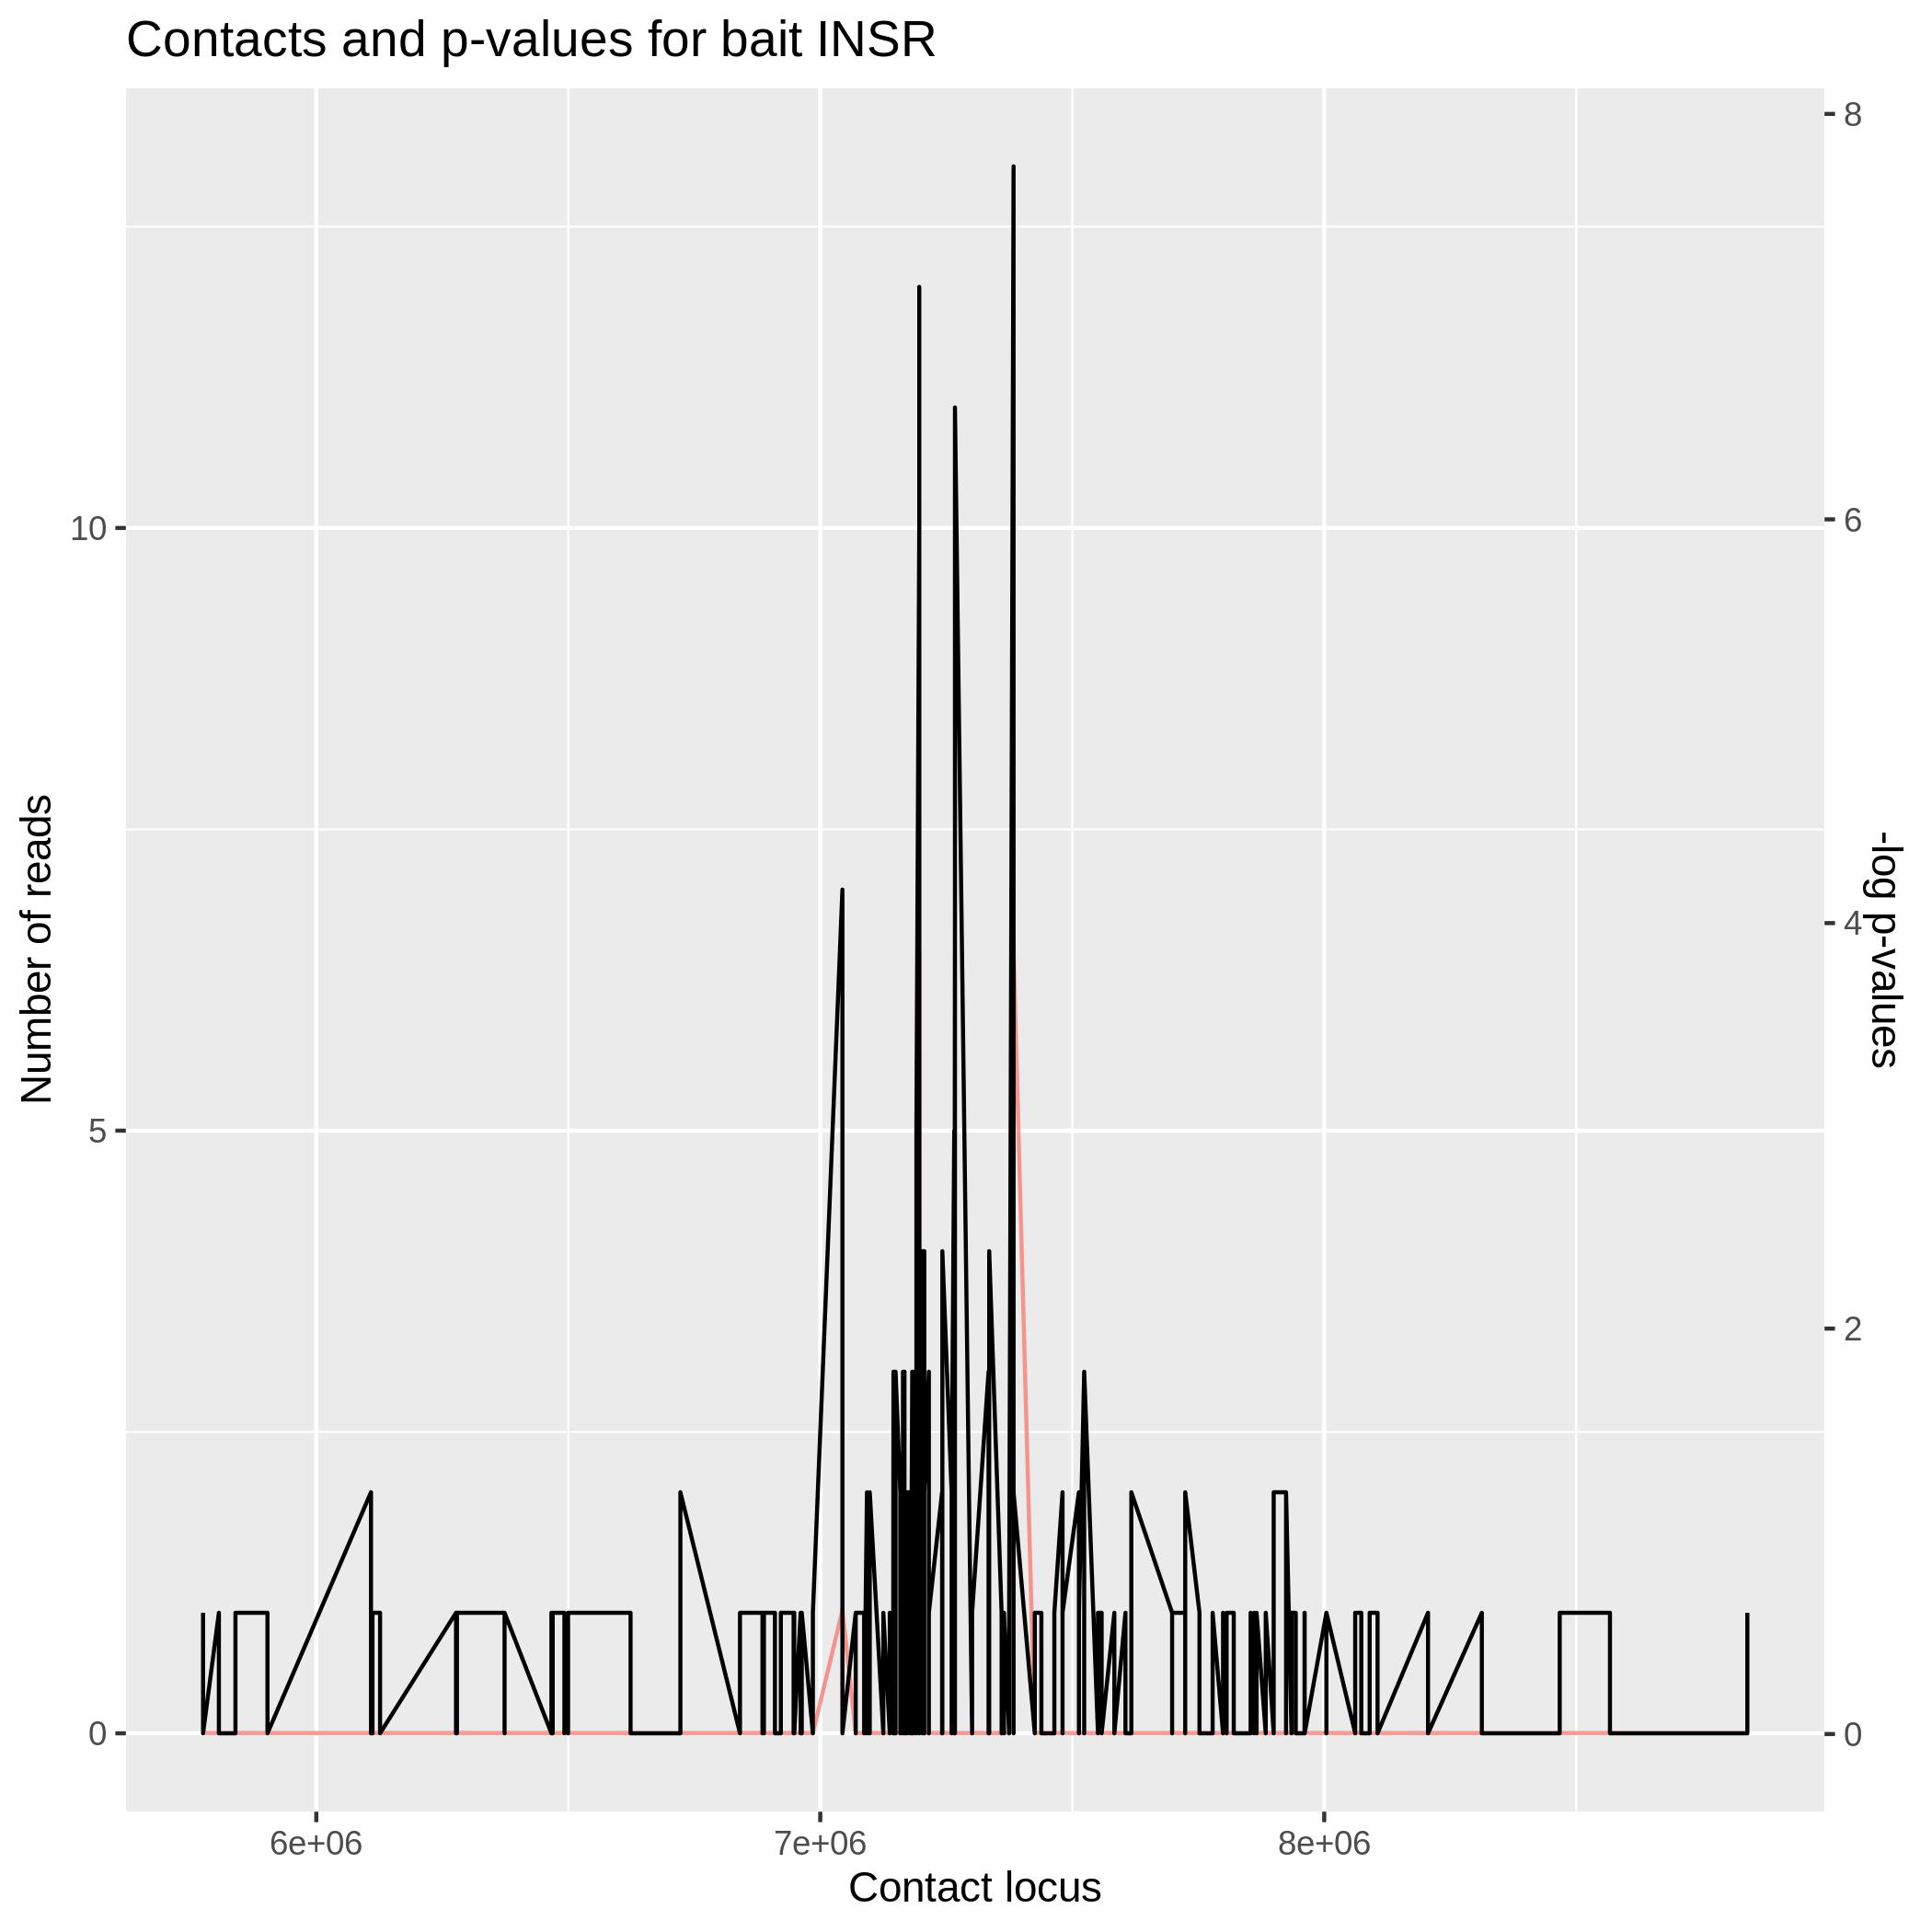 Contacts and p-values for bait INSR
Number of reads
10
5
0
8
6
4
2
0
-log p-values
6e+06
7e+06
8e+06
Contact locus